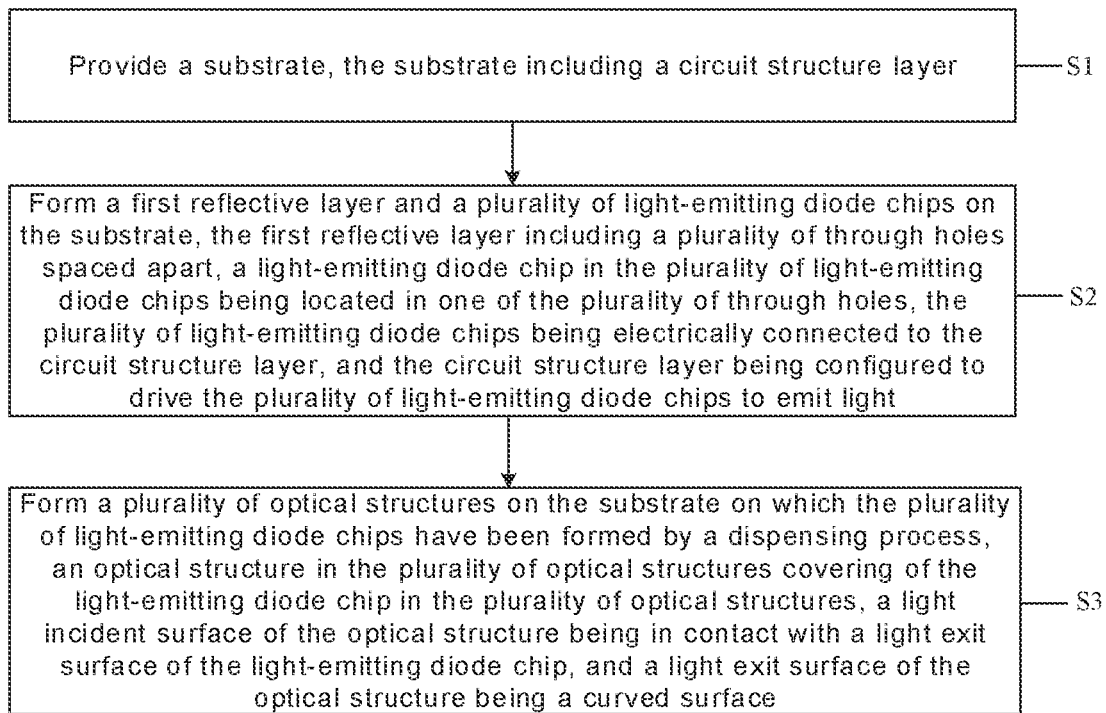 Provide a substrate, the substrate including a circuit structure layer
S1
Form a first reflective layer and a plurality of light-emitting diode chips on
the substrate, the first reflective layer including a plurality of through holes
spaced apart, a light-emitting diode chip in the plurality of light-emitting
diode chips being located in one of the plurality of through holes, the
plurality of light-emitting diode chips being electrically connected to the
circuit structure layer, and the circuit structure layer being configured to
drive the plurality of light-emitting diode chips to emit light
S2
Form a plurality of optical structures on the substrate on which the plurality
of light-emitting diode chips have been formed by a dispensing process,
an optical structure in the plurality of optical structures covering of the
light-emitting diode chip in the plurality of optical structures, a light
incident surface of the optical structure being in contact with a light exit
surface of the light-emitting diode chip, and a light exit surface of the
optical structure being a curved surface
S3